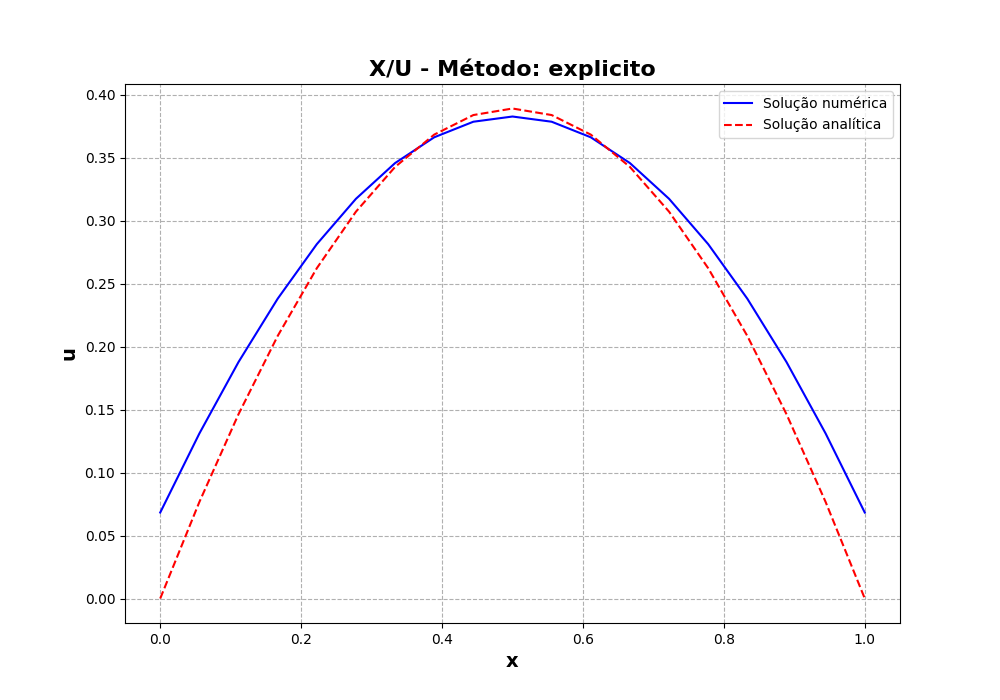 X/U - Método: explicito
Solução numérica
Solução analítica
0.40
0.35
0.30
0.25
0.20
0.15
0.10
0.05
0.00
u
0.0 0.2 0.4 0.6 0.8 1.0
x